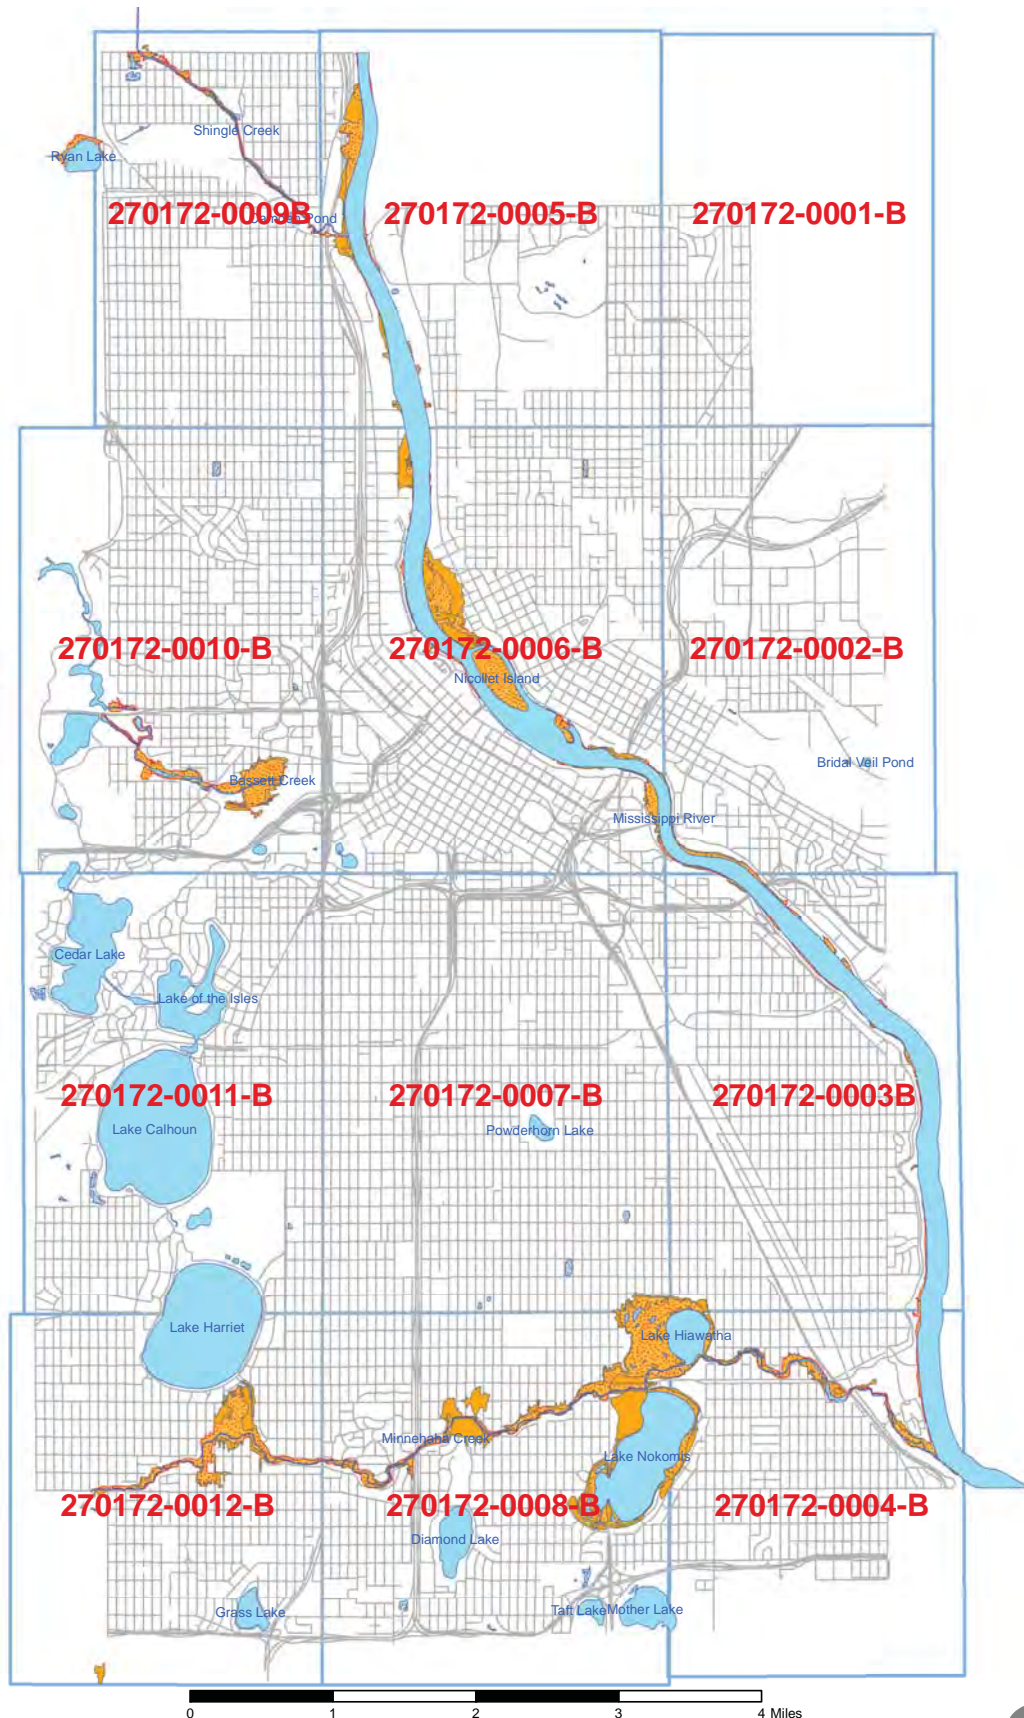 Shingle Creek
Ryan Lake
270172-0009B
Camden Pond
270172-0005-B
270172-0001-B
270172-0010-B
270172-0006-B
270172-0002-B
Nicollet Island
Bridal Veil Pond
Bassett Creek
Mississippi River
Cedar Lake
Lake of the Isles
270172-0011-B
270172-0007-B
270172-0003B
Lake Calhoun
Powderhorn Lake
Lake Harriet
Lake Hiawatha
Minnehaha Creek
Lake Nokomis
270172-0012-B
270172-0008-B
270172-0004-B
Diamond Lake
Grass Lake
Taft Lake
Mother Lake
0 1 2 3 4 Miles